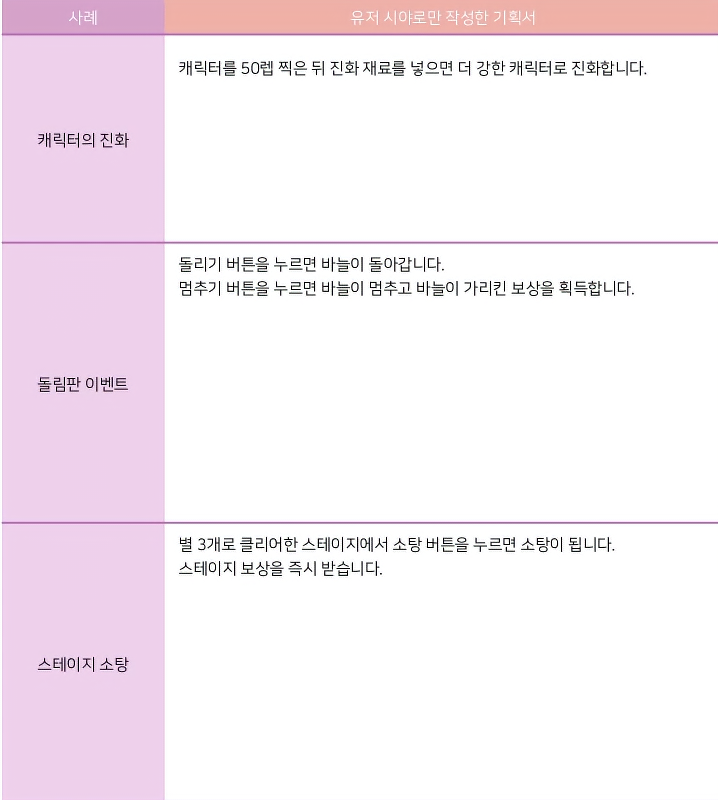 사례
유저 시야로만 작성한 기획서
캐릭터의 진화
캐릭터를 50렙 찍은 뒤 진화 재료를 넣으면 더 강한 캐릭터로 진화합니다.
돌림판 이벤트
돌리기 버튼을 누르면 바늘이 돌아갑니다.
멈추기 버튼을 누르면 바늘이 멈추고 바늘이 가리킨 보상을 획득합니다.
스테이지 소탕
별 3개로 클리어한 스테이지에서 소탕 버튼을 누르면 소탕이 됩니다.
스테이지 보상을 즉시 받습니다.